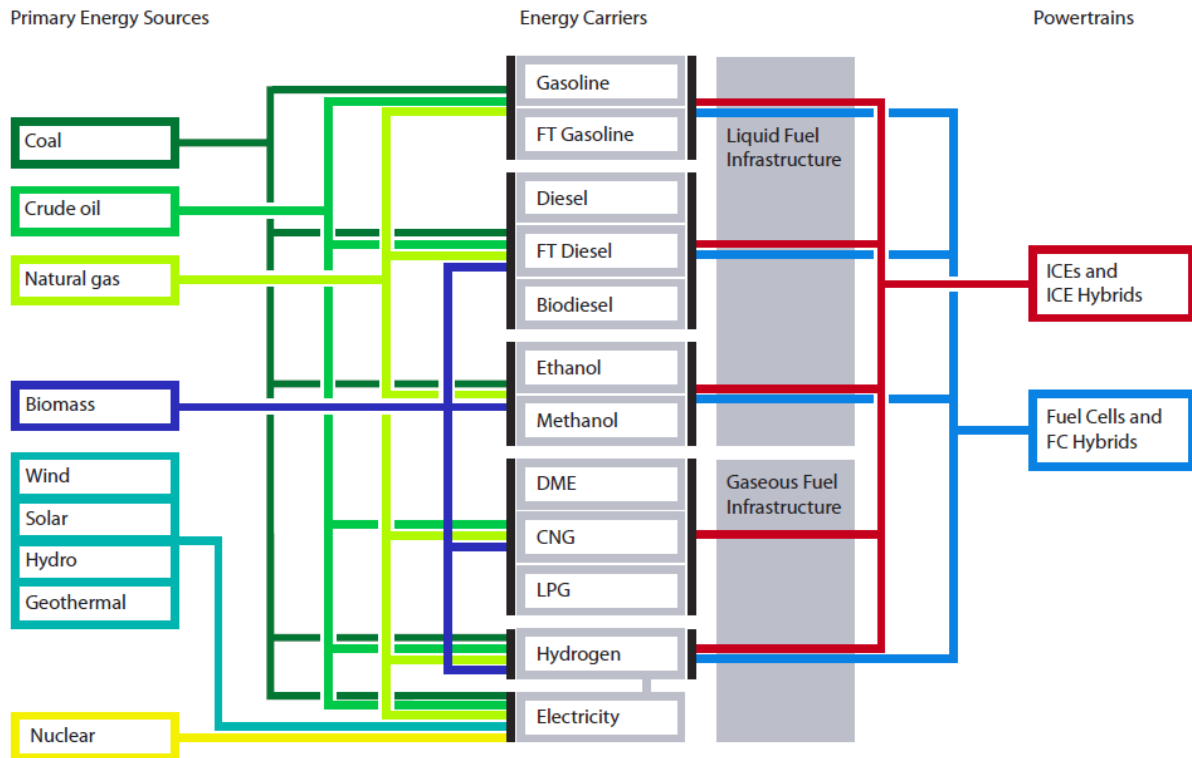 Primary Energy Sources
Energy Carriers
Powertrains
Coal
Crude oil
Natural gas
Biomass
Wind
Solar
Hydro
Geothermal
Nuclear
Gasoline
FT Gasoline
Diesel
FT Diesel
Biodiesel
Ethanol
Methanol
DME
CNG
LPG
Hydrogen
Electricity
Liquid Fuel
Infrastructure
Gaseous Fuel
Infrastructure
ICEs and
ICE Hybrids
Fuel Cells and
FC Hybrids